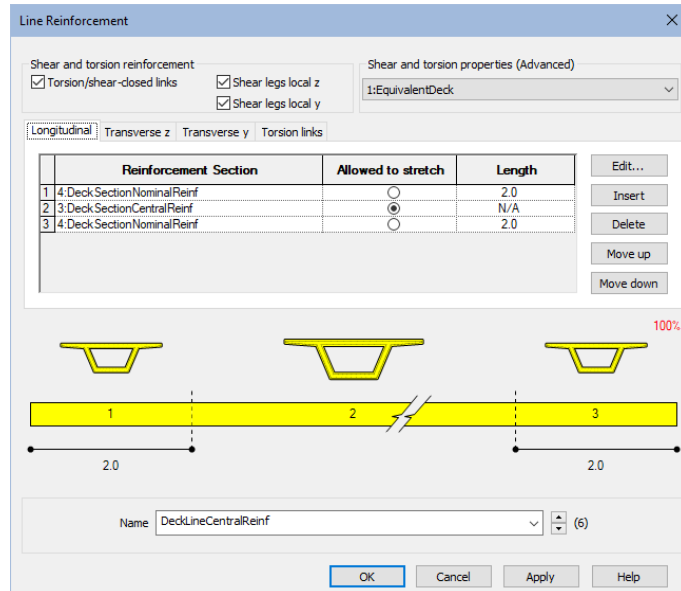 Line Reinforcement
Shear and torsion reinforcement
Torsion/shear-closed links
Shear legs local z
Shear legs local y
Shear and torsion properties (Advanced)
1:EquivalentDeck
Longitudinal Transverse z Transverse y Torsion links
Reinforcement Section Allowed to stretch Length
1 4:DeckSectionNominalReinf 2.0
2 3:DeckSectionCentralReinf N/A
3 4:DeckSectionNominalReinf 2.0
Edit...
Insert
Delete
Move up
Move down
100%
1 2 3
2.0 2.0
Name DeckLineCentralReinf (6)
OK Cancel Apply Help